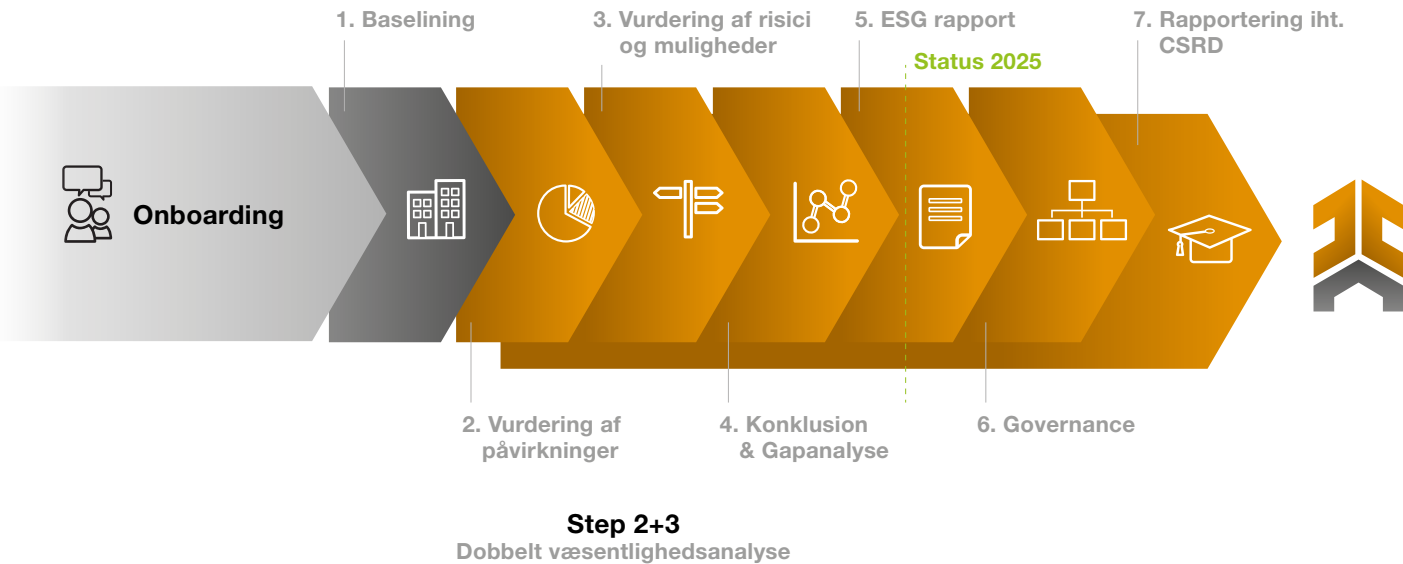 1. Baselining
3. Vurdering af risici
og muligheder
5. ESG rapport
7. Rapportering iht.
CSRD
Status 2025
Onboarding
2. Vurdering af
påvirkninger
4. Konklusion
& Gapanalyse
6. Governance
Step 2+3
Dobbelt væsentlighedsanalyse